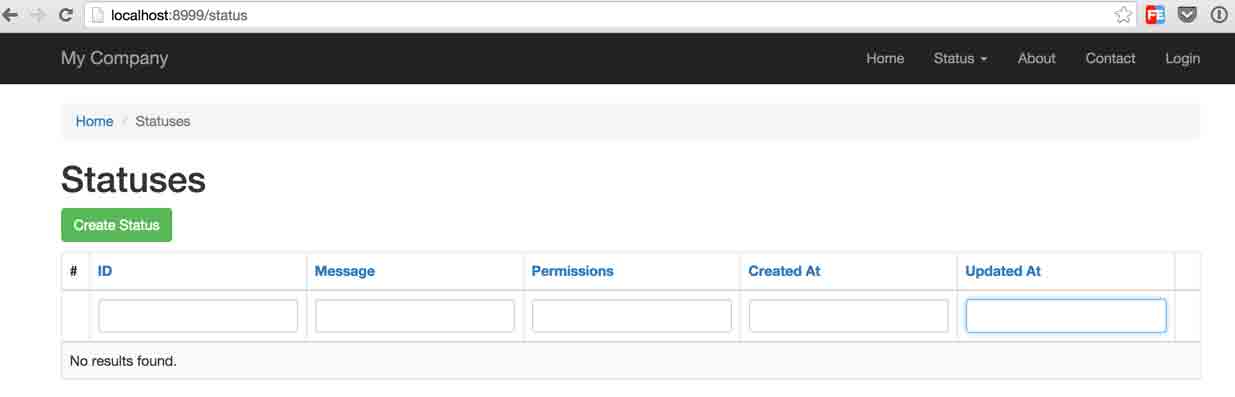 localhost:8999/status
FE
My Company Home Status About Contact Login
Home / Statuses
Statuses
Create Status
# ID Message Permissions Created At Updated At
No results found.